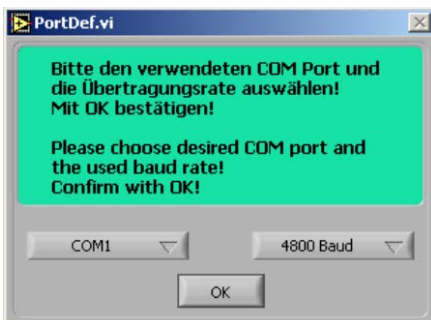 PortDef.vi
Bitte den verwendeten COM Port und
die Übertragungsrate auswählen!
Mit OK bestätigen!
Please choose desired COM port and
the used baud rate!
Confirm with OK!
COM1
4800 Baud
OK